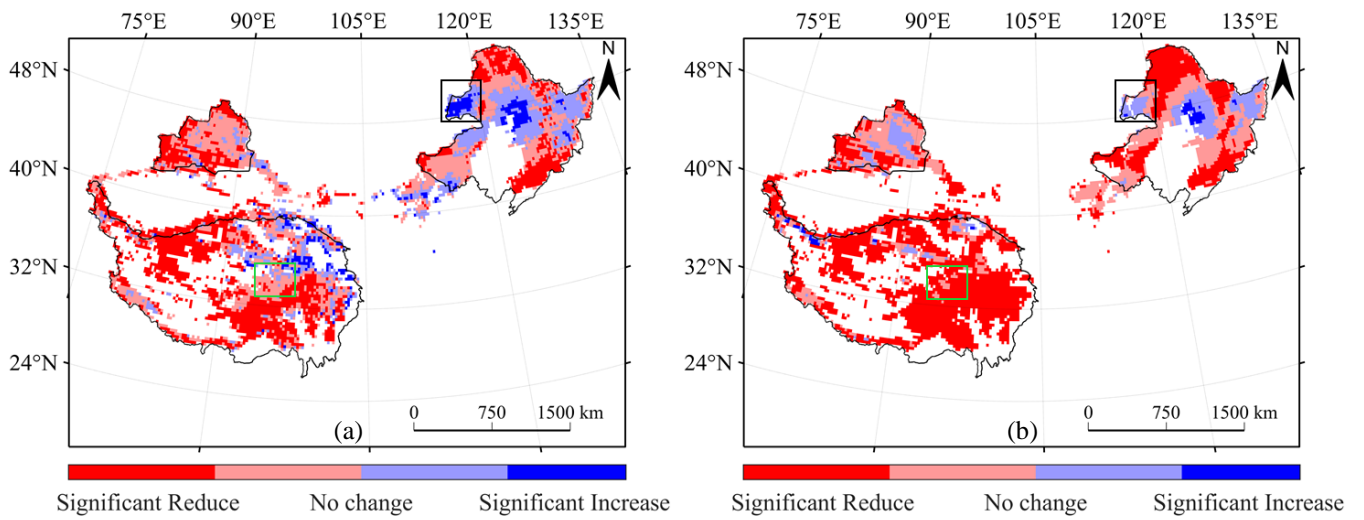 75°E 90°E 105°E 120°E 135°E
N
48°N
40°N
32°N
24°N
0 750 1500 km
(a)
Significant Reduce No change Significant Increase
75°E 90°E 105°E 120°E 135°E
N
48°N
40°N
32°N
24°N
0 750 1500 km
(b)
Significant Reduce No change Significant Increase